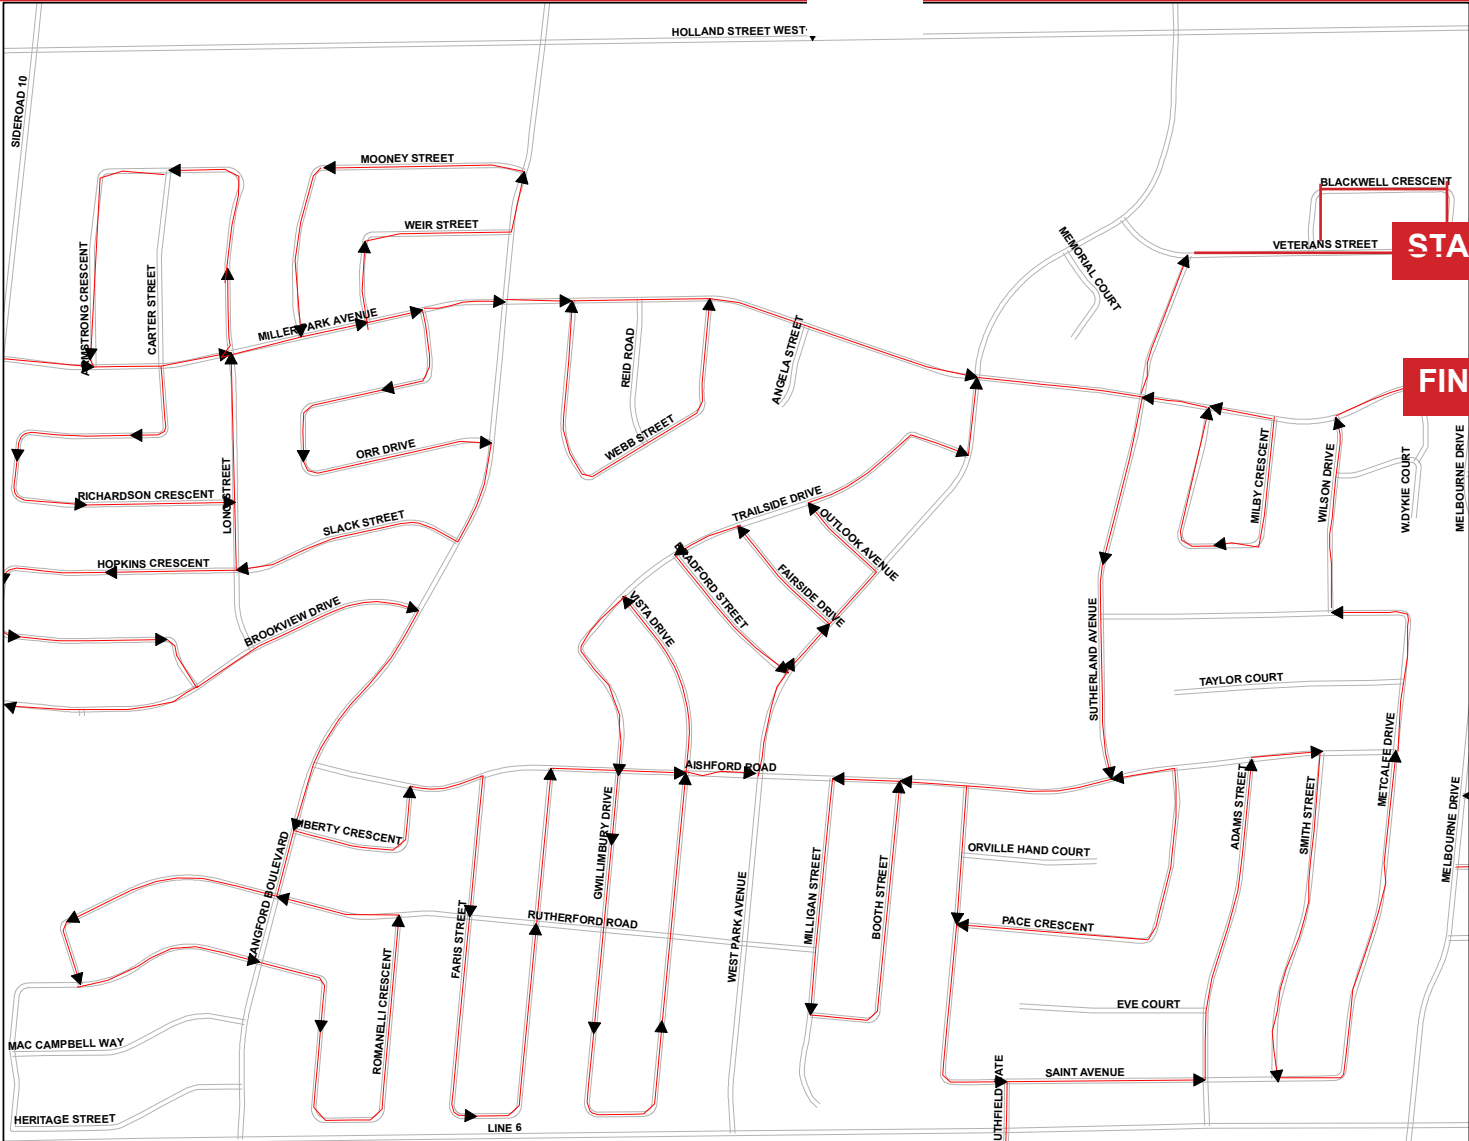 HOLLAND STREET WEST
SIDEROAD 10
MOONEY STREET
BLACKWELL CRESCENT
WEIR STREET
VETERANS STREET
STA
MEMORIAL COURT
ARMSTRONG CRESCENT
CARTER STREET
MILLER PARK AVENUE
REID ROAD
ANGELA STREET
FIN
WEBB STREET
ORR DRIVE
MILBY CRESCENT
WILSON DRIVE
W.DYKIE COURT
MELBOURNE DRIVE
RICHARDSON CRESCENT
LONG STREET
TRAILSIDE DRIVE
SLACK STREET
OUTLOOK AVENUE
HOPKINS CRESCENT
BRADFORD STREET
FAIRSIDE DRIVE
VISTA DRIVE
BROOKVIEW DRIVE
SUTHERLAND AVENUE
TAYLOR COURT
METCALFE DRIVE
AISHFORD ROAD
LIBERTY CRESCENT
GWILLIMBURY DRIVE
ADAMS STREET
SMITH STREET
MELBOURNE DRIVE
LANGFORD BOULEVARD
ORVILLE HAND COURT
MILLIGAN STREET
BOOTH STREET
RUTHERFORD ROAD
FARIS STREET
WEST PARK AVENUE
PACE CRESCENT
ROMANELLI CRESCENT
EVE COURT
MAC CAMPBELL WAY
SAINT AVENUE
UTHFIELD GATE
HERITAGE STREET
LINE 6